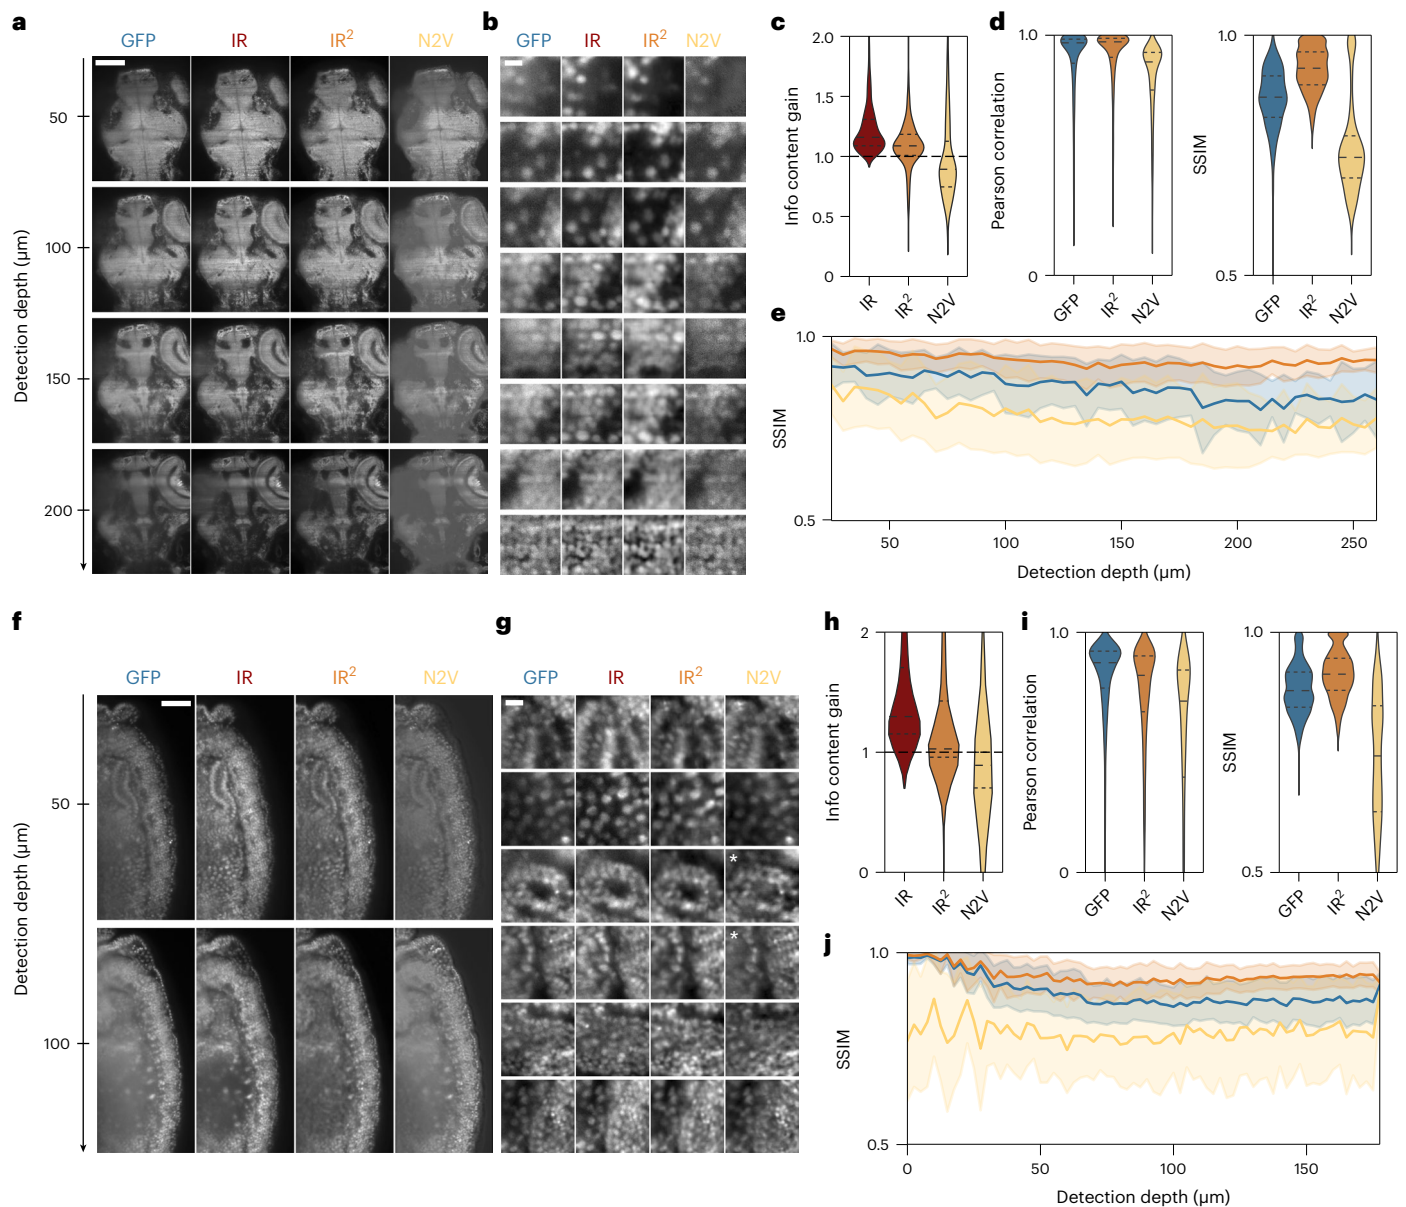 a
GFP IR IR² N2V
50
100
150
200
Detection depth (µm)
b
GFP IR IR² N2V
c
2.0
1.5
1.0
0.5
0
Info content gain
IR IR² N2V
d
1.0
0
Pearson correlation
GFP IR² N2V
1.0
0.5
SSIM
GFP IR² N2V
e
1.0
0.5
SSIM
50 100 150 200 250
Detection depth (µm)
f
GFP IR IR² N2V
50
100
Detection depth (µm)
g
GFP IR IR² N2V
*
*
h
2
1
0
Info content gain
IR IR² N2V
i
1.0
0
Pearson correlation
GFP IR² N2V
1.0
0.5
SSIM
GFP IR² N2V
j
1.0
0.5
SSIM
0 50 100 150
Detection depth (µm)